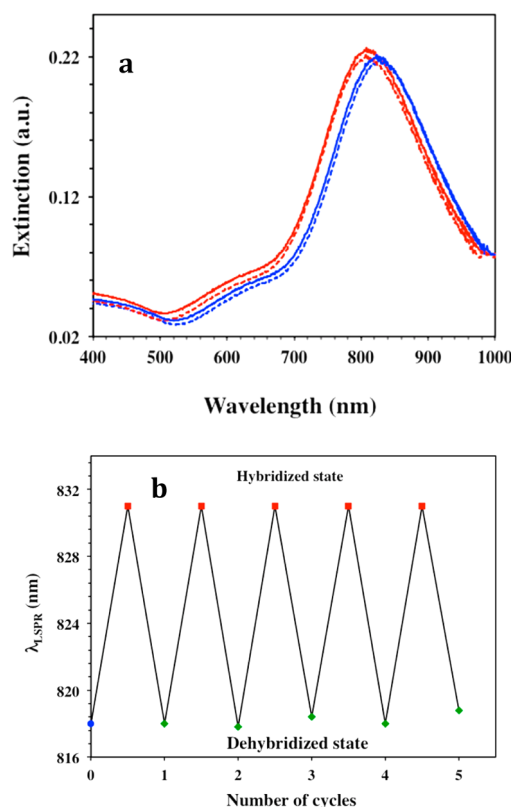 a
0.22
0.12
0.02
Extinction (a.u.)
400 500 600 700 800 900 1000
Wavelength (nm)
b
Hybridized state
832
828
824
820
816
λLSPR (nm)
Dehybridized state
0 1 2 3 4 5
Number of cycles